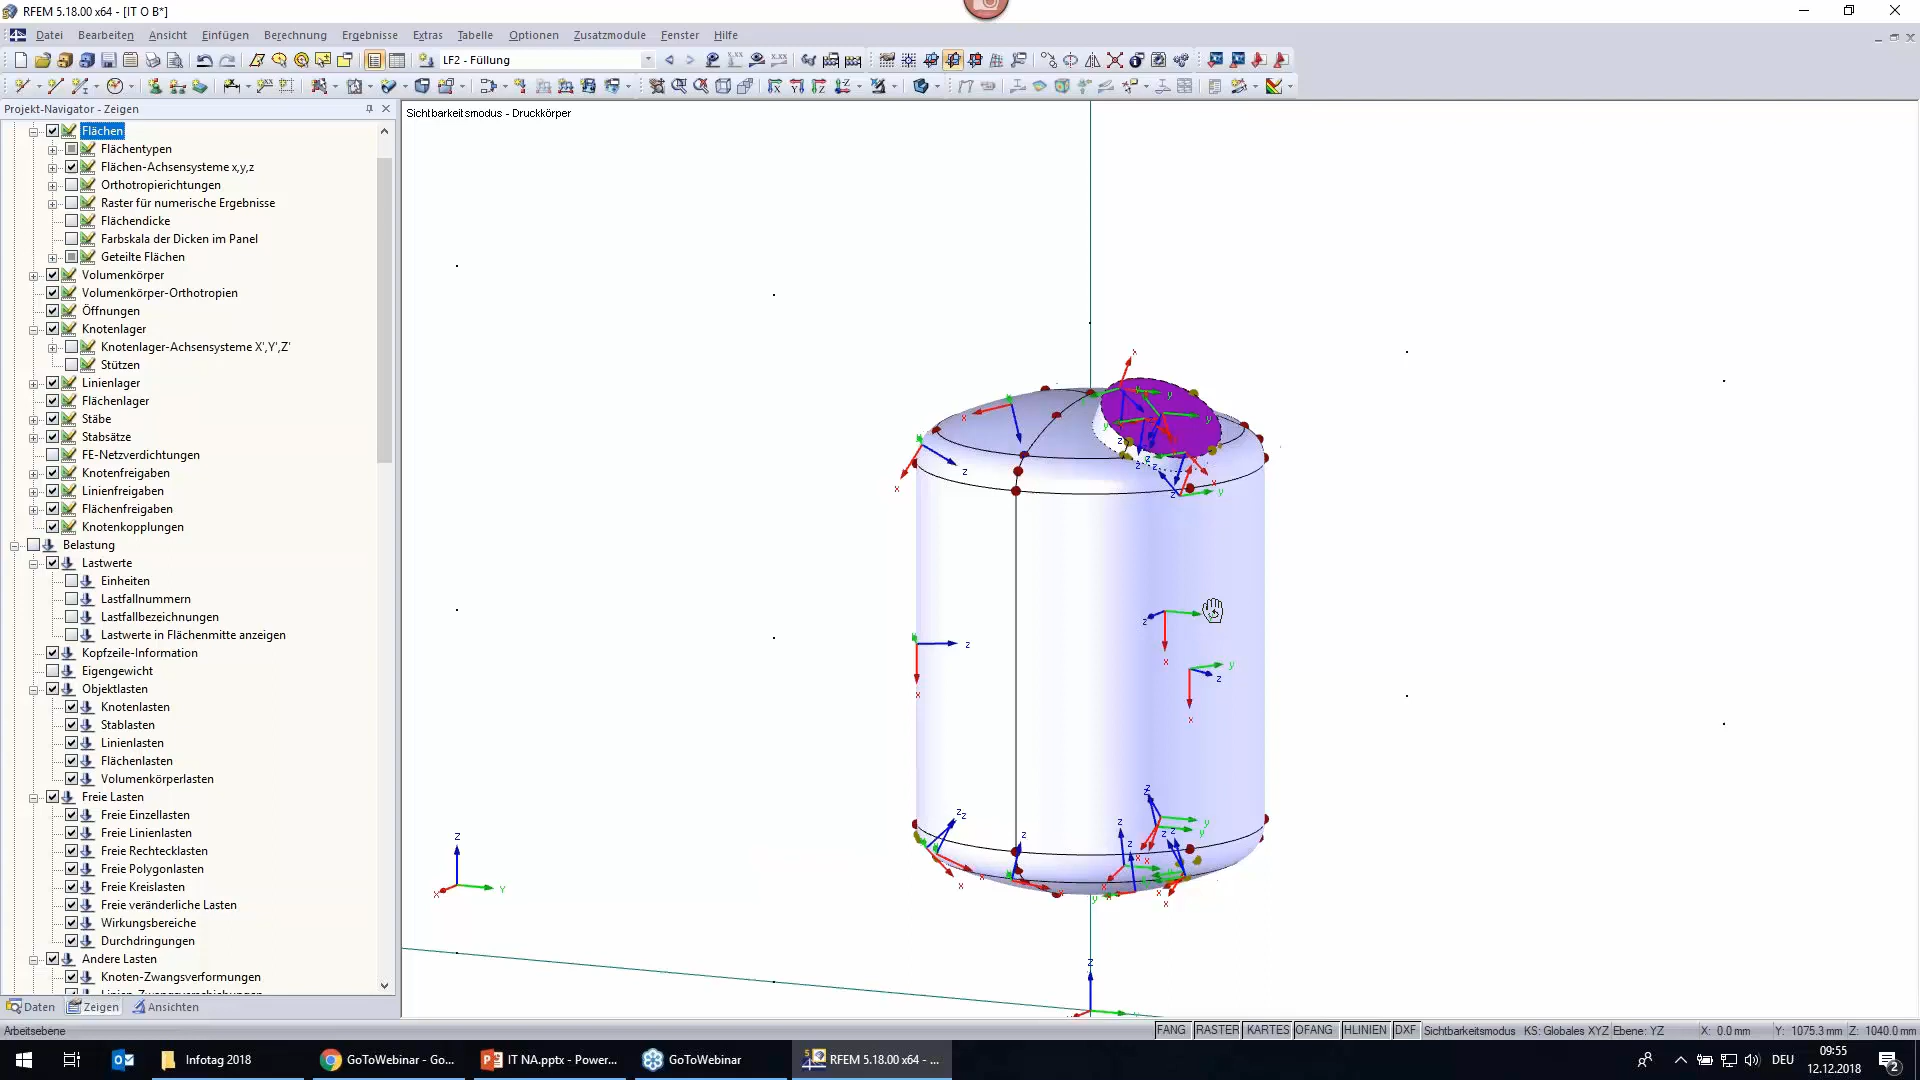 RFEM 5.18.00 x64 - [IT O B*]
Datei Bearbeiten Ansicht Einfügen Berechnung Ergebnisse Extras Tabelle Optionen Zusatzmodule Fenster Hilfe
LF2 - Füllung
Projekt-Navigator - Zeigen
Sichtbarkeitsmodus - Druckkörper
Flächen
Flächentypen
Flächen-Achsensysteme x,y,z
Orthotropierichtungen
Raster für numerische Ergebnisse
Flächendicke
Farbskala der Dicken im Panel
Geteilte Flächen
Volumenkörper
Volumenkörper-Orthotropien
Öffnungen
Knotenlager
Knotenlager-Achsensysteme X',Y',Z'
Stützen
Linienlager
Flächenlager
Stäbe
Stabsätze
FE-Netzverdichtungen
Knotenfreigaben
Linienfreigaben
Flächenfreigaben
Knotenkopplungen
Belastung
Lastwerte
Einheiten
Lastfallnummern
Lastfallbezeichnungen
Lastwerte in Flächenmitte anzeigen
Kopfzeile-Information
Eigengewicht
Objektlasten
Knotenlasten
Stablasten
Linienlasten
Flächenlasten
Volumenkörperlasten
Freie Lasten
Freie Einzellasten
Freie Linienlasten
Freie Rechtecklasten
Freie Polygonlasten
Freie Kreislasten
Freie veränderliche Lasten
Wirkungsbereiche
Durchdringungen
Andere Lasten
Knoten-Zwangsverformungen
Daten Zeigen Ansichten
Arbeitsebene
FANG RASTER KARTES OFANG HLINIEN DXF Sichtbarkeitsmodus KS: Globales XYZ Ebene: YZ X: 0.0 mm Y: 1075.3 mm Z: 1040.0 mm
Infotag 2018 GoToWebinar - Go... IT NA.pptx - Power... GoToWebinar RFEM 5.18.00 x64 - ... DEU 09:55
12.12.2018 2